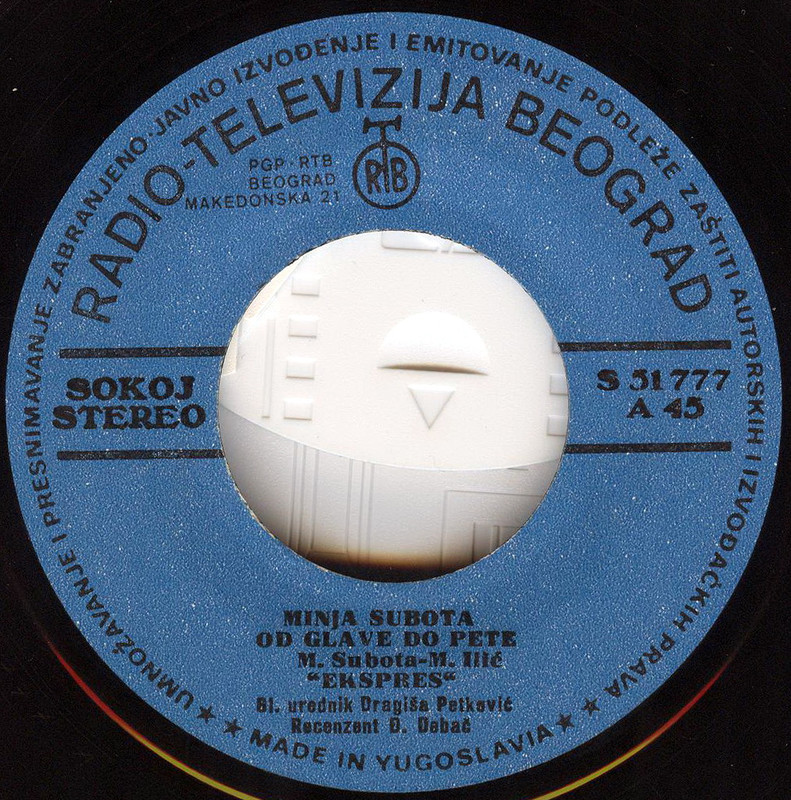 UMNOŽAVANJE I PRESNIMAVANJE ZABRANJENO·JAVNO IZVOĐENJE I EMITOVANJE PODLEŽE ZAŠTITI AUTORSKIH I IZVOĐAČKIH PRAVA
RADIO-TELEVIZIJA BEOGRAD
PGP·RTB
BEOGRAD
MAKEDONSKA 21
RTB
SOKOJ
STEREO
S 51777
A 45
MINJA SUBOTA
OD GLAVE DO PETE
M. Subota-M. Ilić
"EKSPRES"
Gl. urednik Dragiša Petković
Recenzent Đ. Debač
★ ★ MADE IN YUGOSLAVIA ★ ★